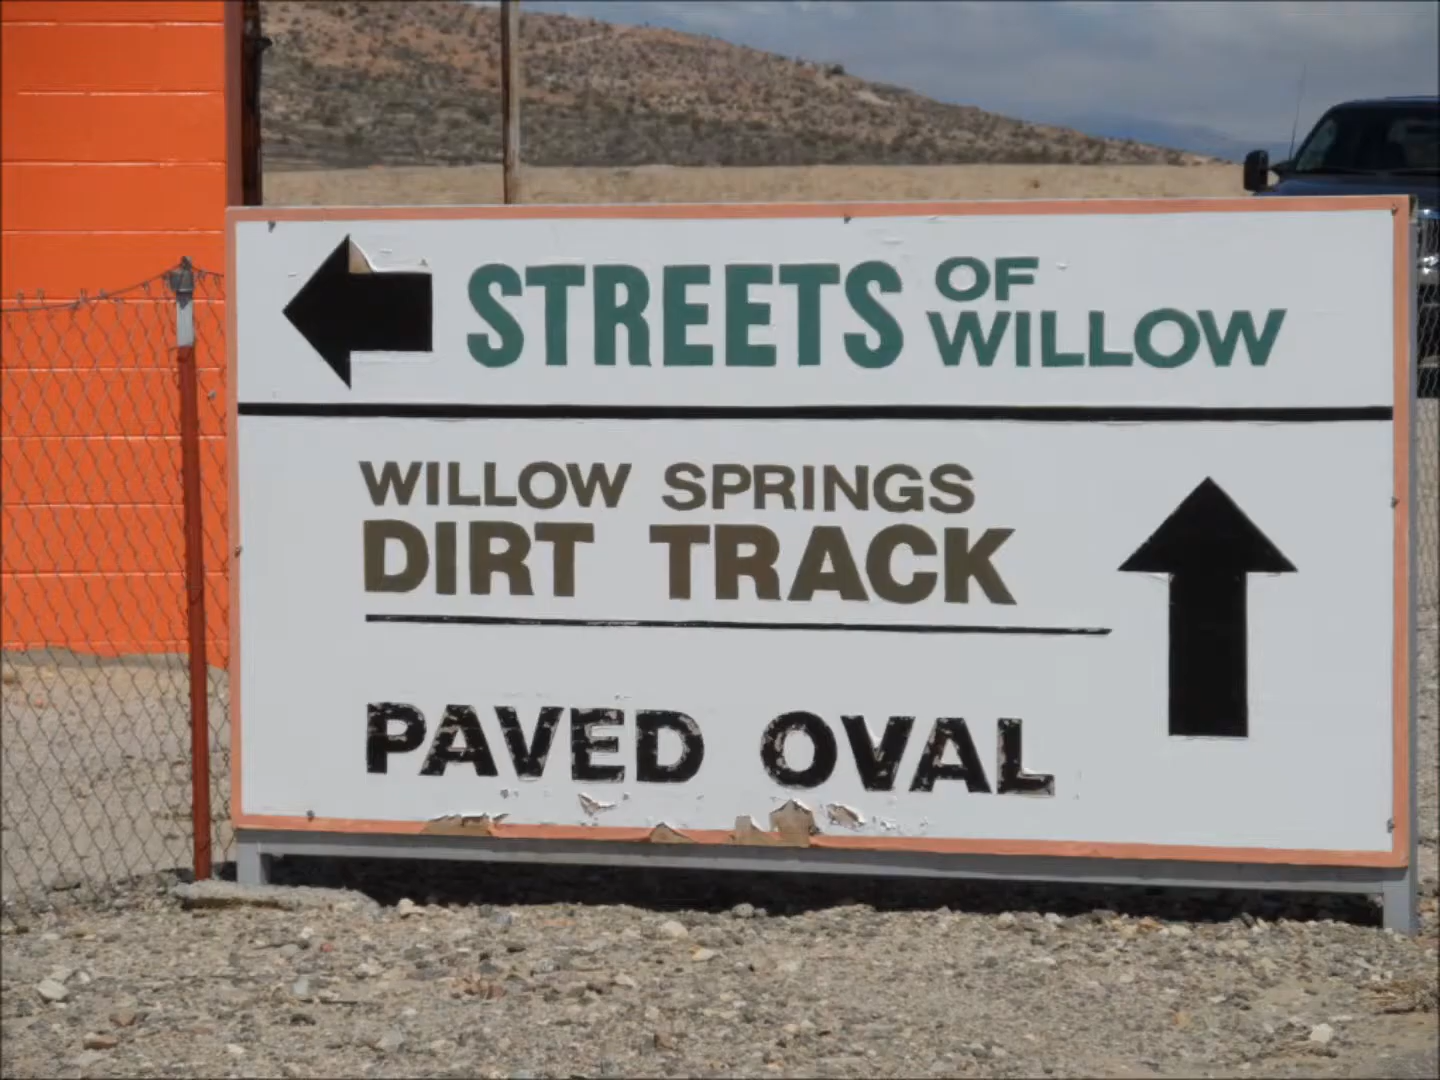 STREETS OF
WILLOW
WILLOW SPRINGS
DIRT TRACK
PAVED OVAL